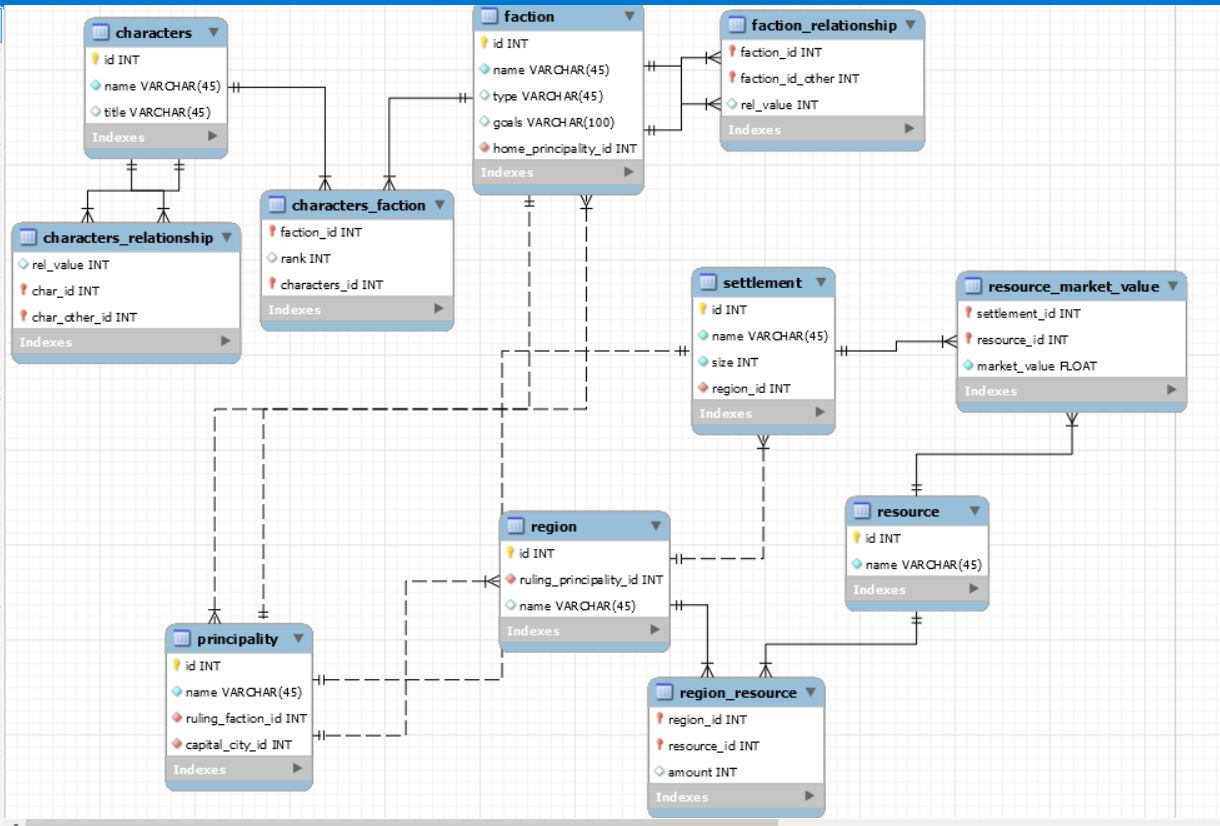 characters
id INT
name VARCHAR(45)
title VARCHAR(45)
Indexes
faction
id INT
name VARCHAR(45)
type VARCHAR(45)
goals VARCHAR(100)
home_principality_id INT
Indexes
faction_relationship
faction_id INT
faction_id_other INT
rel_value INT
Indexes
characters_relationship
rel_value INT
char_id INT
char_other_id INT
Indexes
characters_faction
faction_id INT
rank INT
characters_id INT
Indexes
settlement
id INT
name VARCHAR(45)
size INT
region_id INT
Indexes
resource_market_value
settlement_id INT
resource_id INT
market_value FLOAT
Indexes
region
id INT
ruling_principality_id INT
name VARCHAR(45)
Indexes
resource
id INT
name VARCHAR(45)
Indexes
principality
id INT
name VARCHAR(45)
ruling_faction_id INT
capital_city_id INT
Indexes
region_resource
region_id INT
resource_id INT
amount INT
Indexes